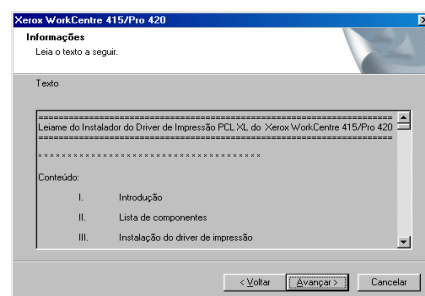 Xerox WorkCentre 415/Pro 420
Informações
Leia o texto a seguir.
Texto
==========================================================
Leiame do Instalador do Driver de Impressão PCL XL do Xerox WorkCentre 415/Pro 420
==========================================================
* * * * * * * * * * * * * * * * * * * * * * * * * * * * * * * * * * * * *
Conteúdo:
I. Introdução
II. Lista de componentes
III. Instalação do driver de impressão
< Voltar Avançar > Cancelar